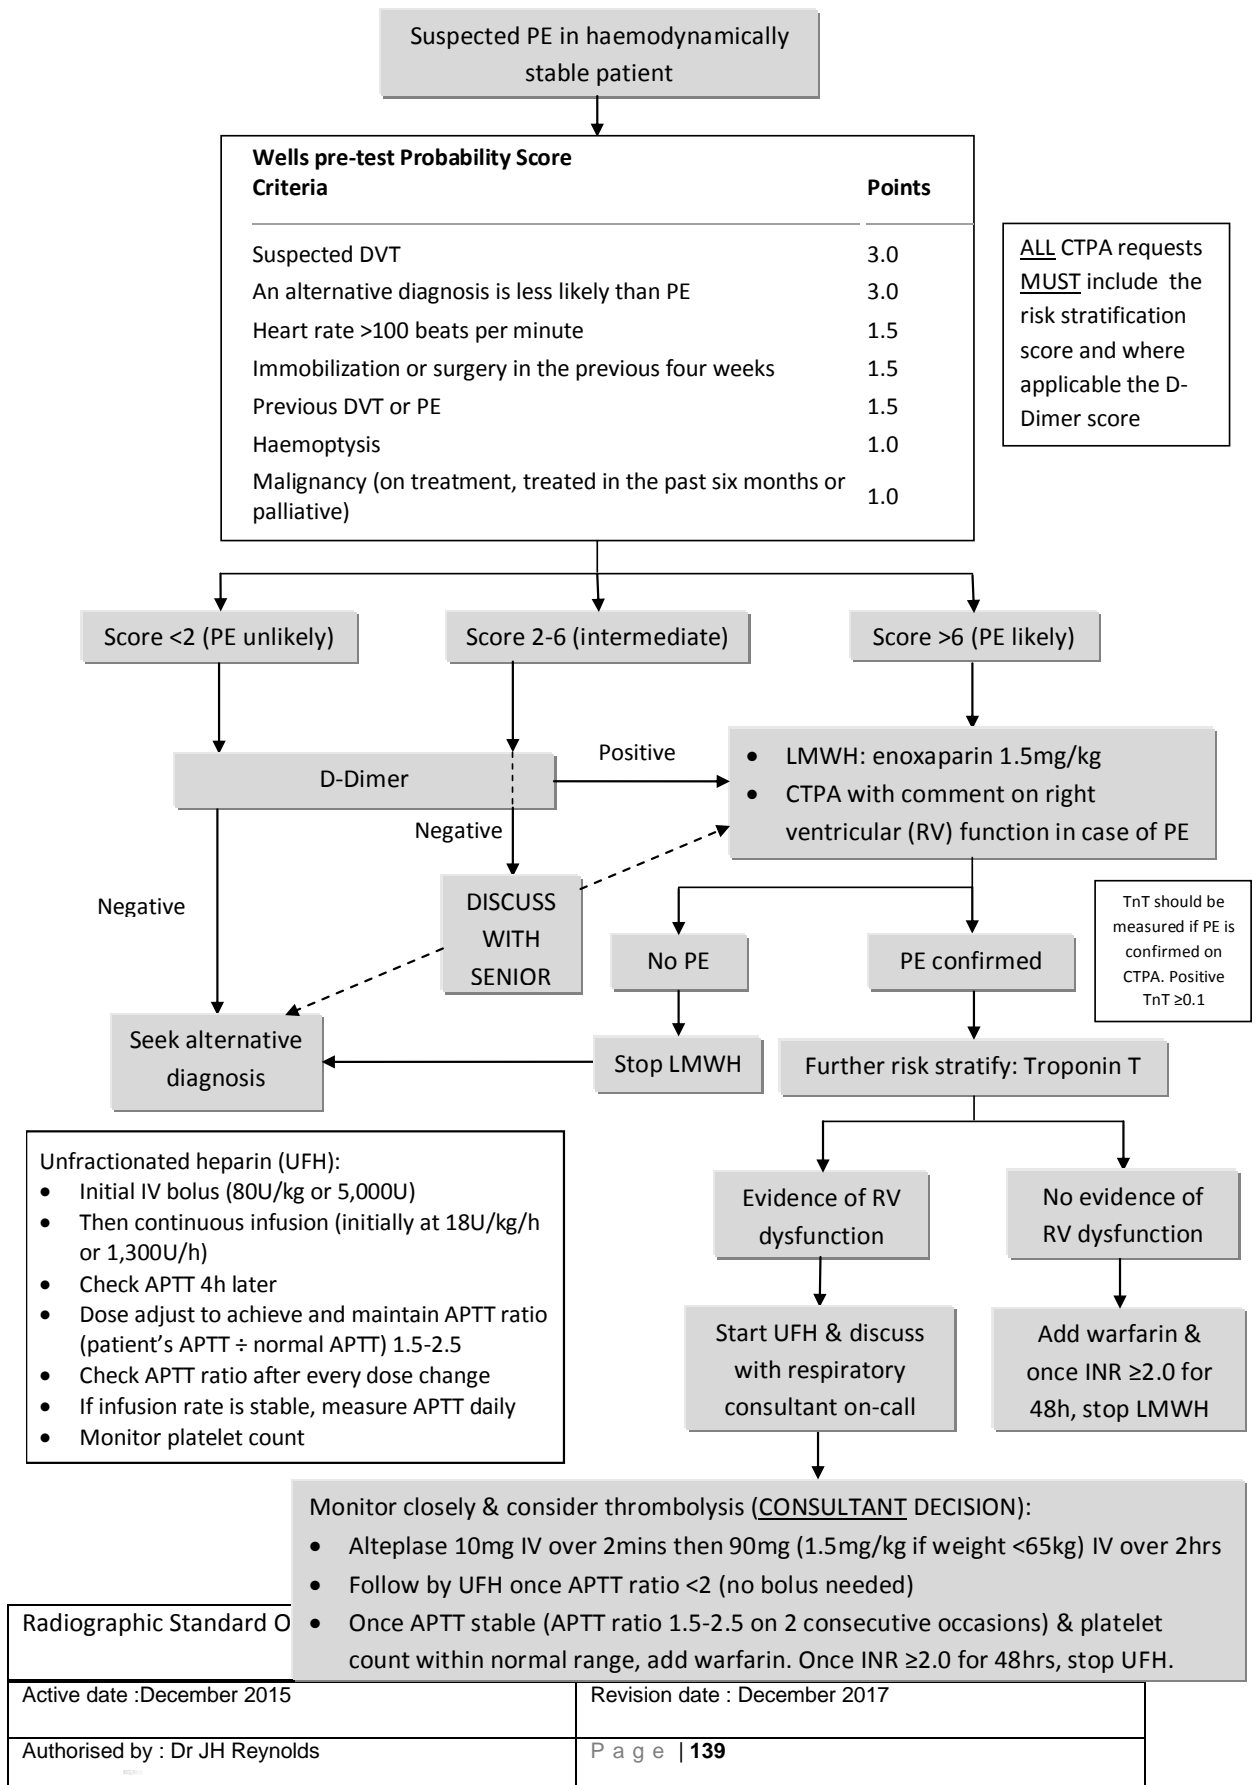 Suspected PE in haemodynamically
stable patient
Wells pre-test Probability Score
Criteria Points
Suspected DVT 3.0
An alternative diagnosis is less likely than PE 3.0
Heart rate >100 beats per minute 1.5
Immobilization or surgery in the previous four weeks 1.5
Previous DVT or PE 1.5
Haemoptysis 1.0
Malignancy (on treatment, treated in the past six months or
palliative) 1.0
ALL CTPA requests
MUST include the
risk stratification
score and where
applicable the D-
Dimer score
Score <2 (PE unlikely)
Score 2-6 (intermediate)
Score >6 (PE likely)
D-Dimer
Positive
• LMWH: enoxaparin 1.5mg/kg
• CTPA with comment on right
ventricular (RV) function in case of PE
Negative
Negative
DISCUSS
WITH
SENIOR
No PE
PE confirmed
TnT should be
measured if PE is
confirmed on
CTPA. Positive
TnT ≥0.1
Seek alternative
diagnosis
Stop LMWH
Further risk stratify: Troponin T
Unfractionated heparin (UFH):
• Initial IV bolus (80U/kg or 5,000U)
• Then continuous infusion (initially at 18U/kg/h
or 1,300U/h)
• Check APTT 4h later
• Dose adjust to achieve and maintain APTT ratio
(patient's APTT ÷ normal APTT) 1.5-2.5
• Check APTT ratio after every dose change
• If infusion rate is stable, measure APTT daily
• Monitor platelet count
Evidence of RV
dysfunction
No evidence of
RV dysfunction
Start UFH & discuss
with respiratory
consultant on-call
Add warfarin &
once INR ≥2.0 for
48h, stop LMWH
Monitor closely & consider thrombolysis (CONSULTANT DECISION):
• Alteplase 10mg IV over 2mins then 90mg (1.5mg/kg if weight <65kg) IV over 2hrs
• Follow by UFH once APTT ratio <2 (no bolus needed)
• Once APTT stable (APTT ratio 1.5-2.5 on 2 consecutive occasions) & platelet
count within normal range, add warfarin. Once INR ≥2.0 for 48hrs, stop UFH.
Radiographic Standard O
Active date :December 2015
Revision date : December 2017
Authorised by : Dr JH Reynolds
Page | 139